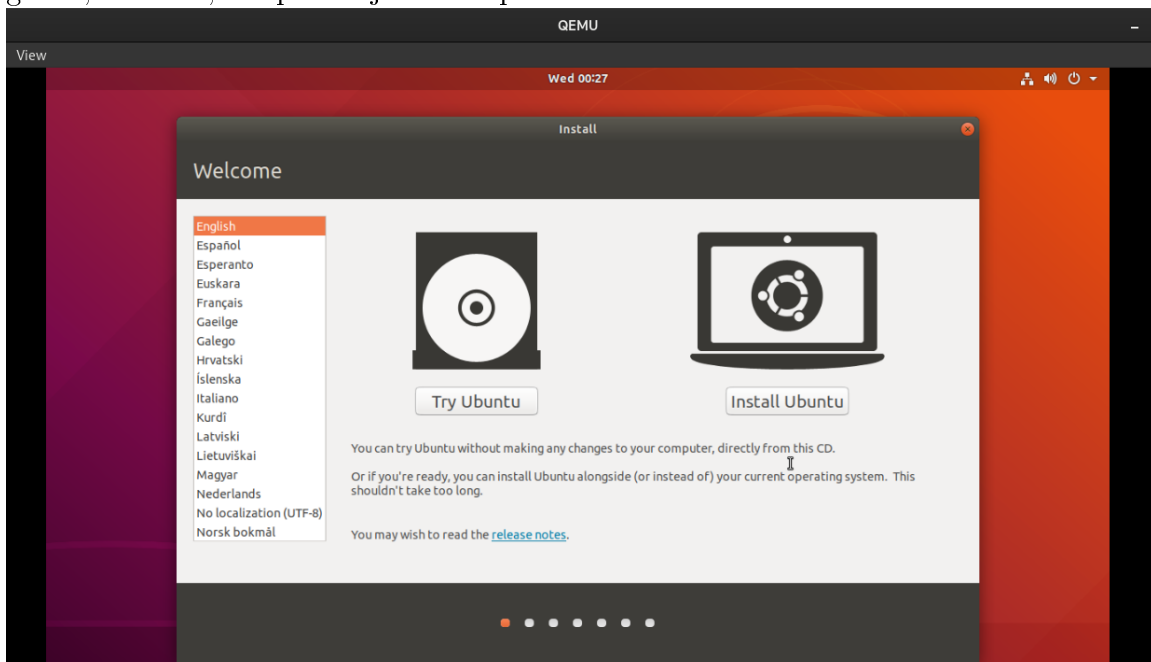 QEMU
View
Wed 00:27
Install
Welcome
English
Español
Esperanto
Euskara
Français
Gaeilge
Galego
Hrvatski
Íslenska
Italiano
Kurdî
Latviski
Lietuviškai
Magyar
Nederlands
No localization (UTF-8)
Norsk bokmål
Try Ubuntu
Install Ubuntu
You can try Ubuntu without making any changes to your computer, directly from this CD.
Or if you're ready, you can install Ubuntu alongside (or instead of) your current operating system. This
shouldn't take too long.
You may wish to read the release notes.